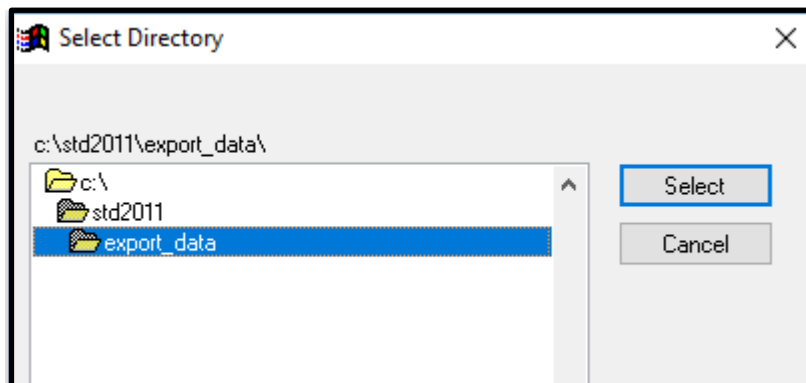 Select Directory
c:\std2011\export_data\
c:\
std2011
export_data
Select
Cancel